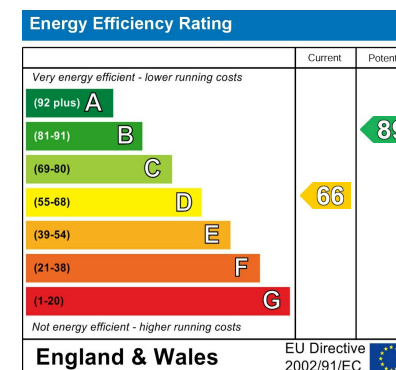 Energy Efficiency Rating
Current
Very energy efficient - lower running costs
(92 plus) A
(81-91) B
(69-80) C
(55-68) D
66
(39-54) E
(21-38) F
(1-20) G
Not energy efficient - higher running costs
England & Wales
EU Directive
2002/91/EC